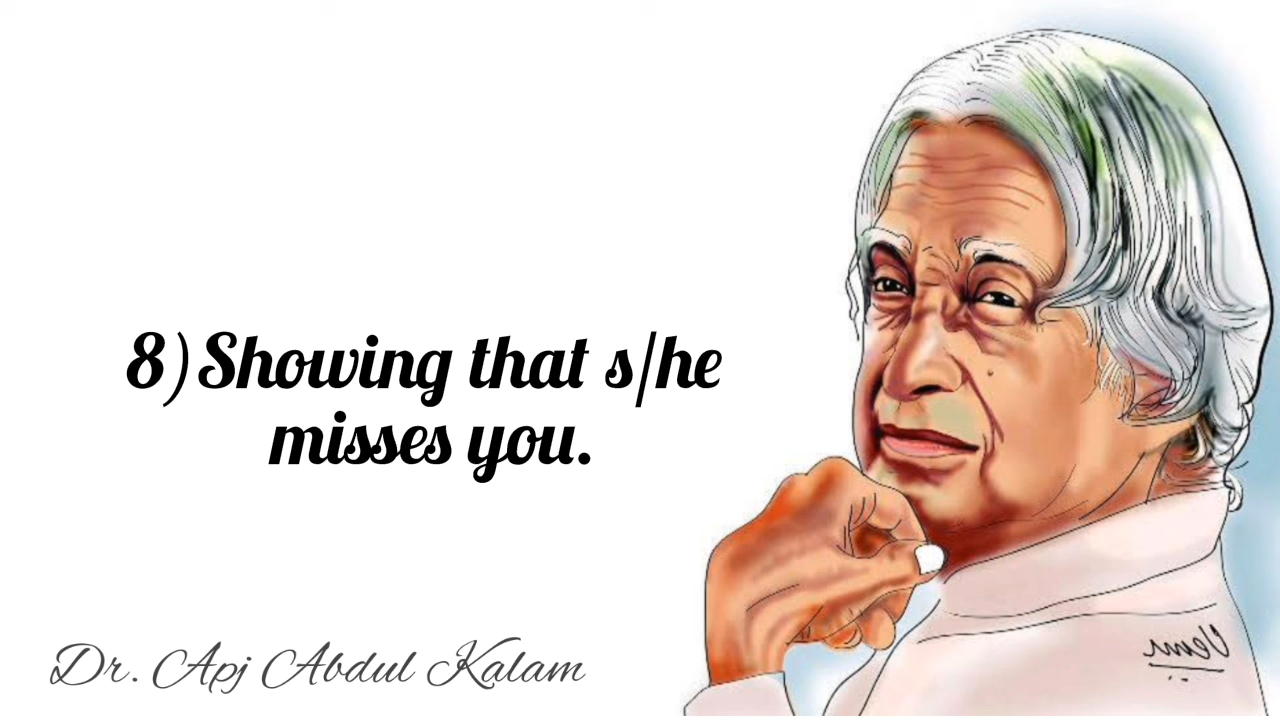 8) Showing that s/he
misses you.
Dr. Apj Abdul Kalam